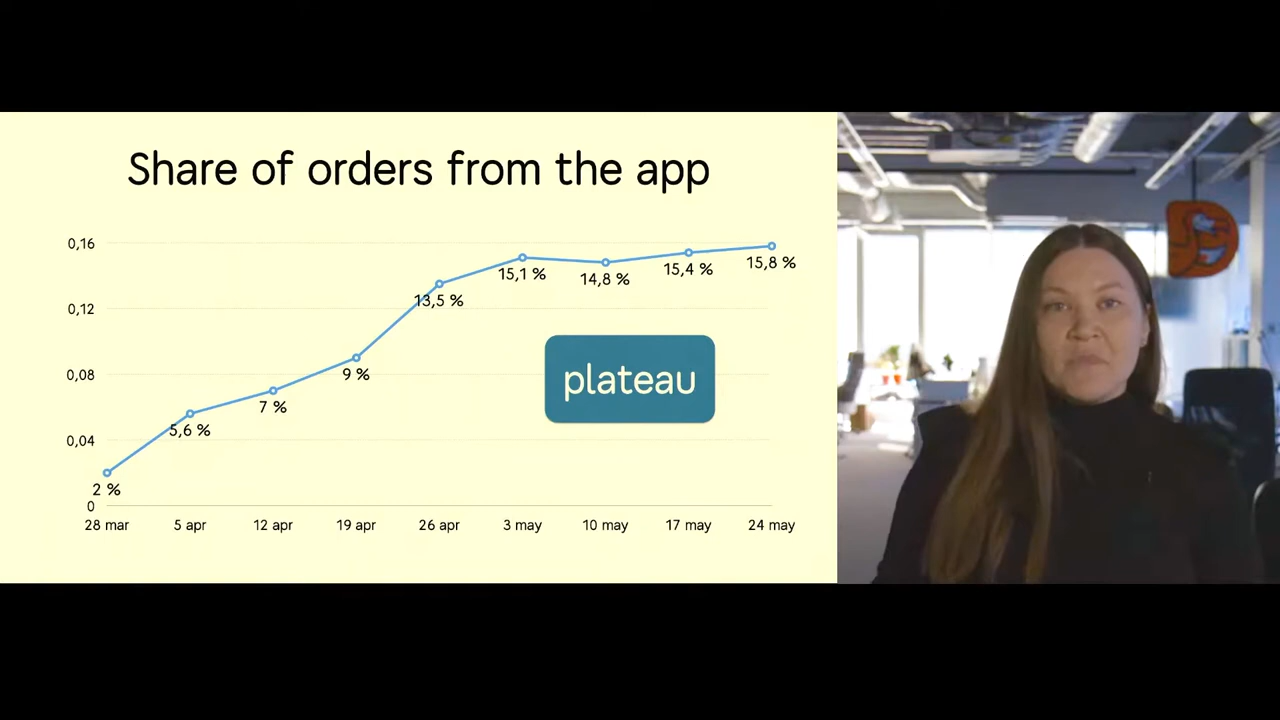 Share of orders from the app
0,16
0,12
0,08
0,04
0
2 %
5,6 %
7 %
9 %
13,5 %
15,1 %
14,8 %
15,4 %
15,8 %
plateau
28 mar
5 apr
12 apr
19 apr
26 apr
3 may
10 may
17 may
24 may